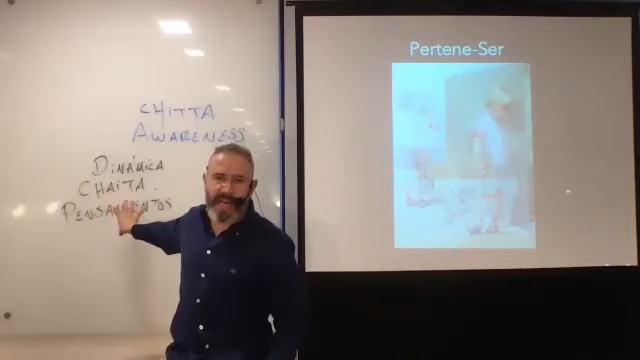 CHITTA
AWARENESS
DINÁMICA
CHAITA.
PENSAMIENTOS
Pertene-Ser